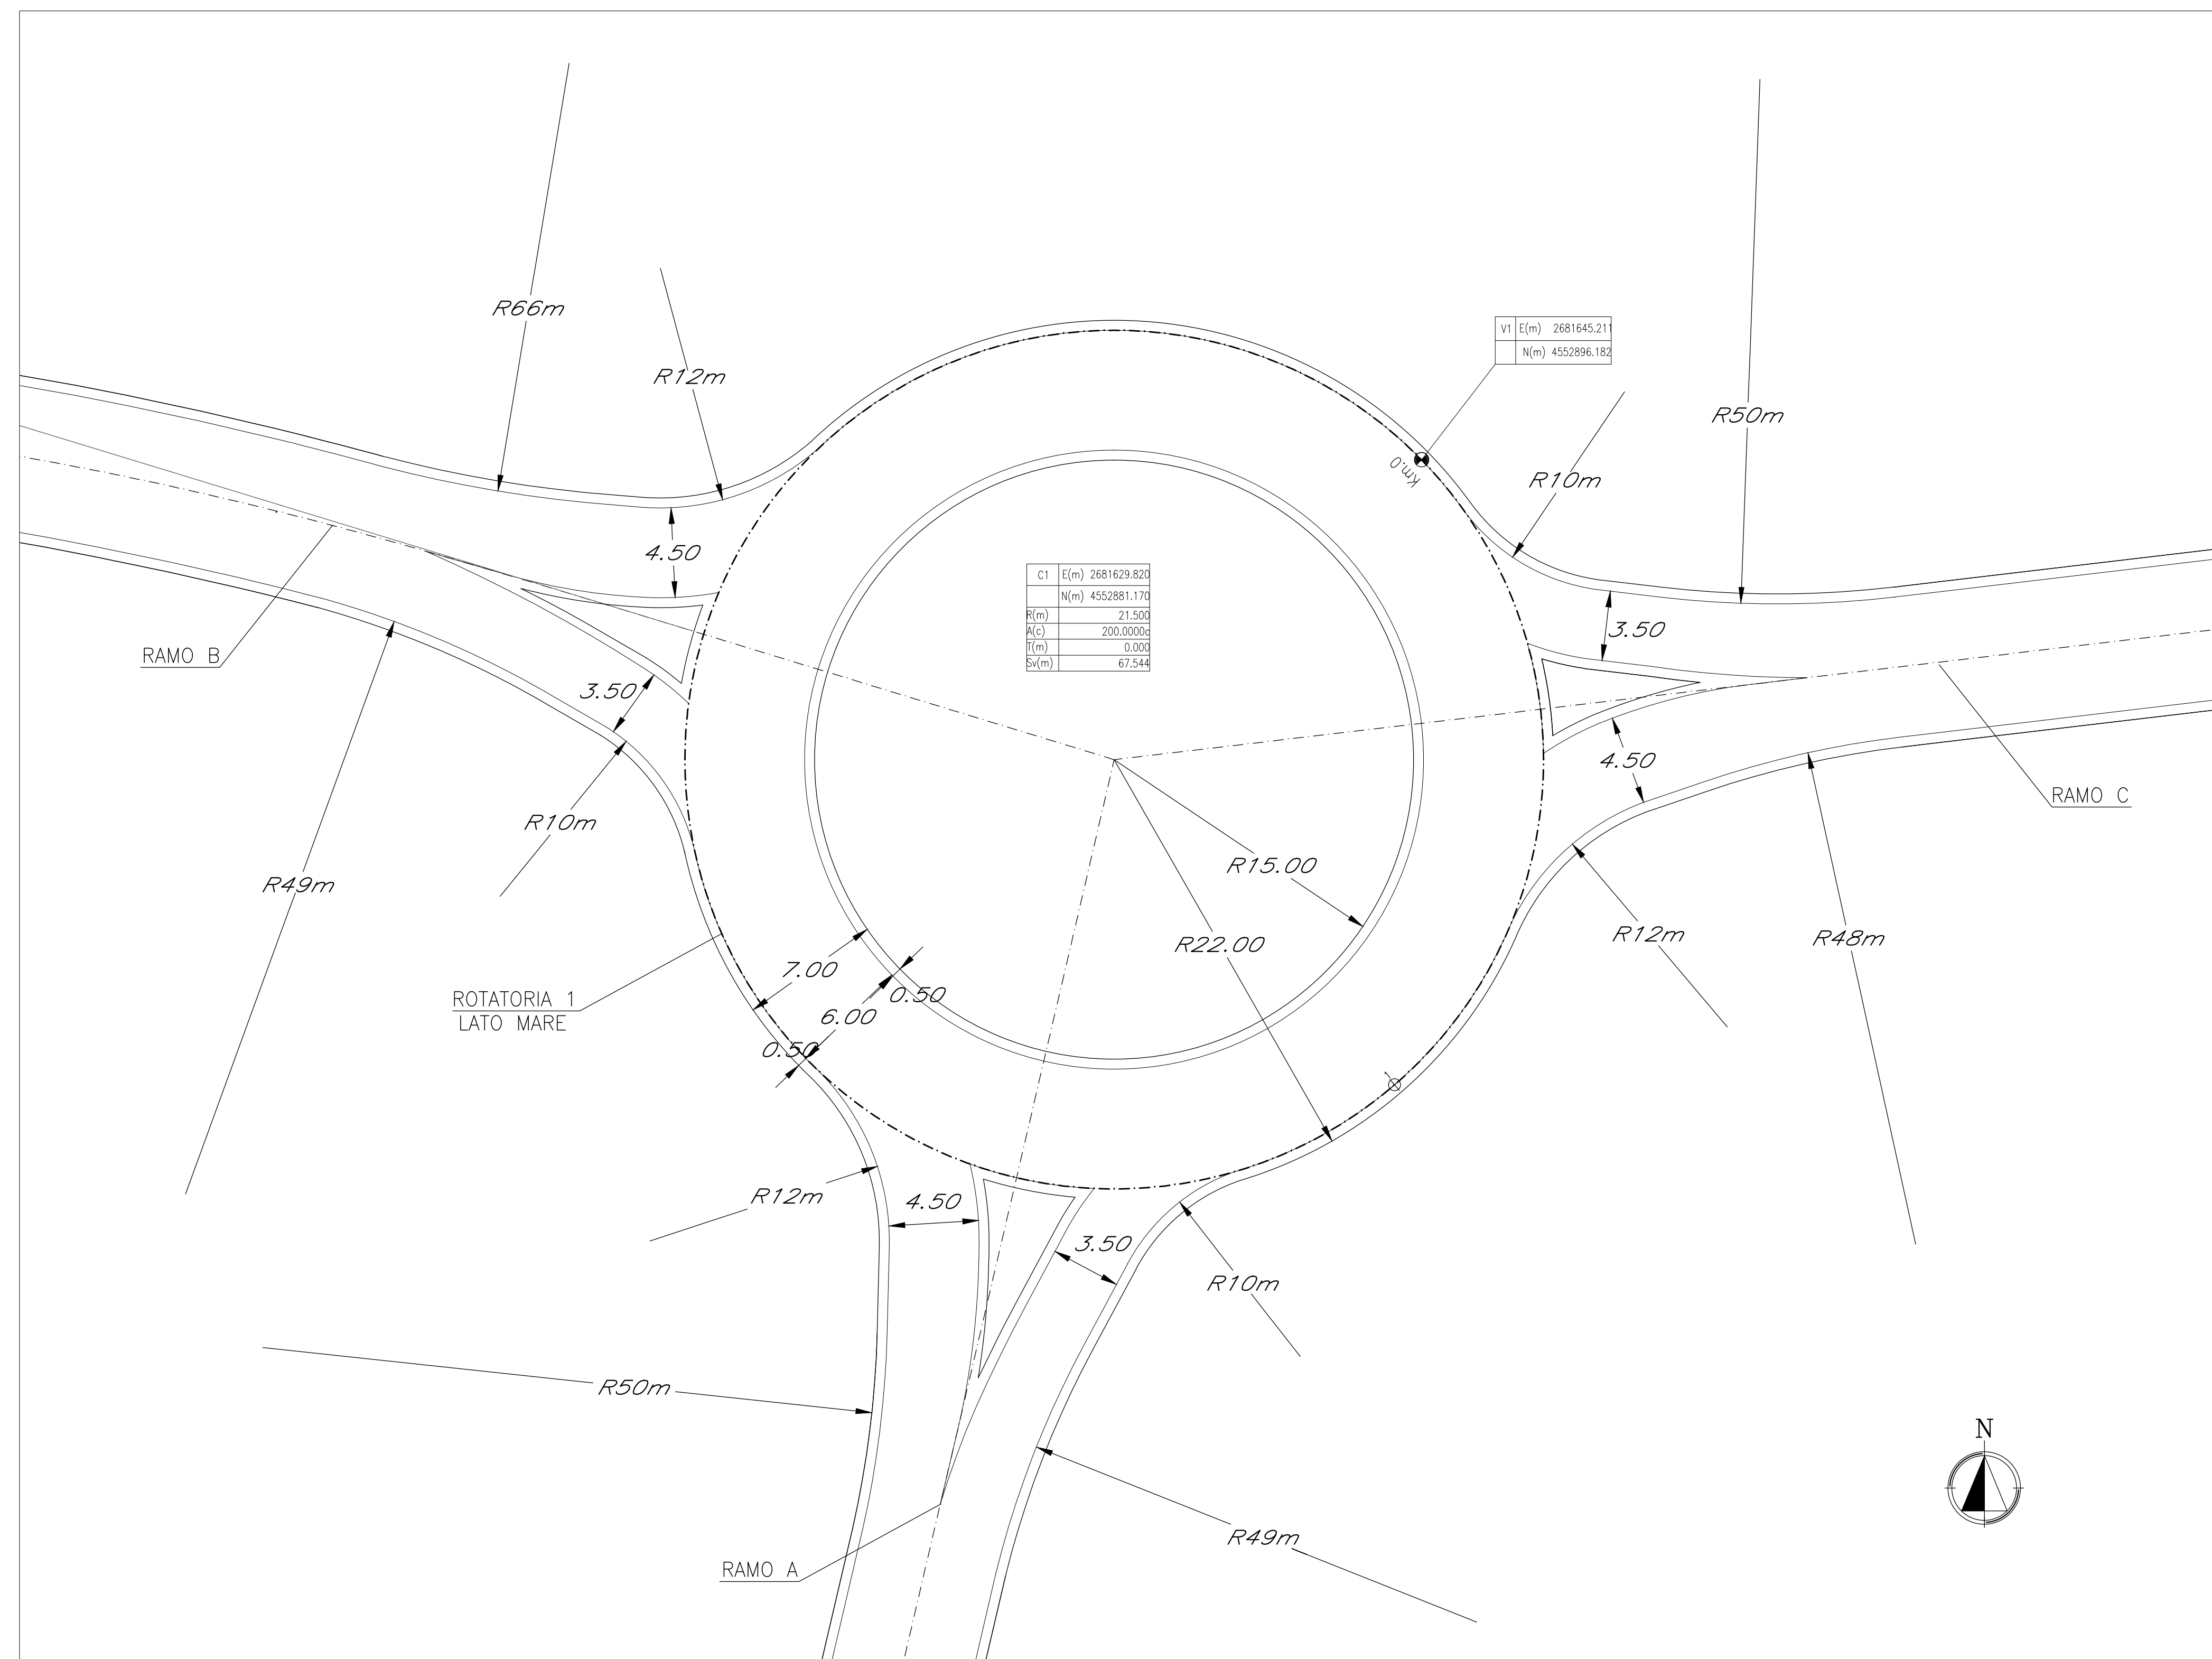 R66m
R12m
V1 E(m) 2681645.211
N(m) 4552896.182
R50m
Km.0
R10m
4.50
C1 E(m) 2681629.820
N(m) 4552881.170
R(m) 21.500
A(c) 200.0000c
T(m) 0.000
Sv(m) 67.544
3.50
RAMO B
3.50
4.50
RAMO C
R10m
R15.00
R49m
R12m
R48m
R22.00
7.00
0.50
6.00
0.50
ROTATORIA 1
LATO MARE
1
R12m
4.50
3.50
R10m
R50m
N
R49m
RAMO A